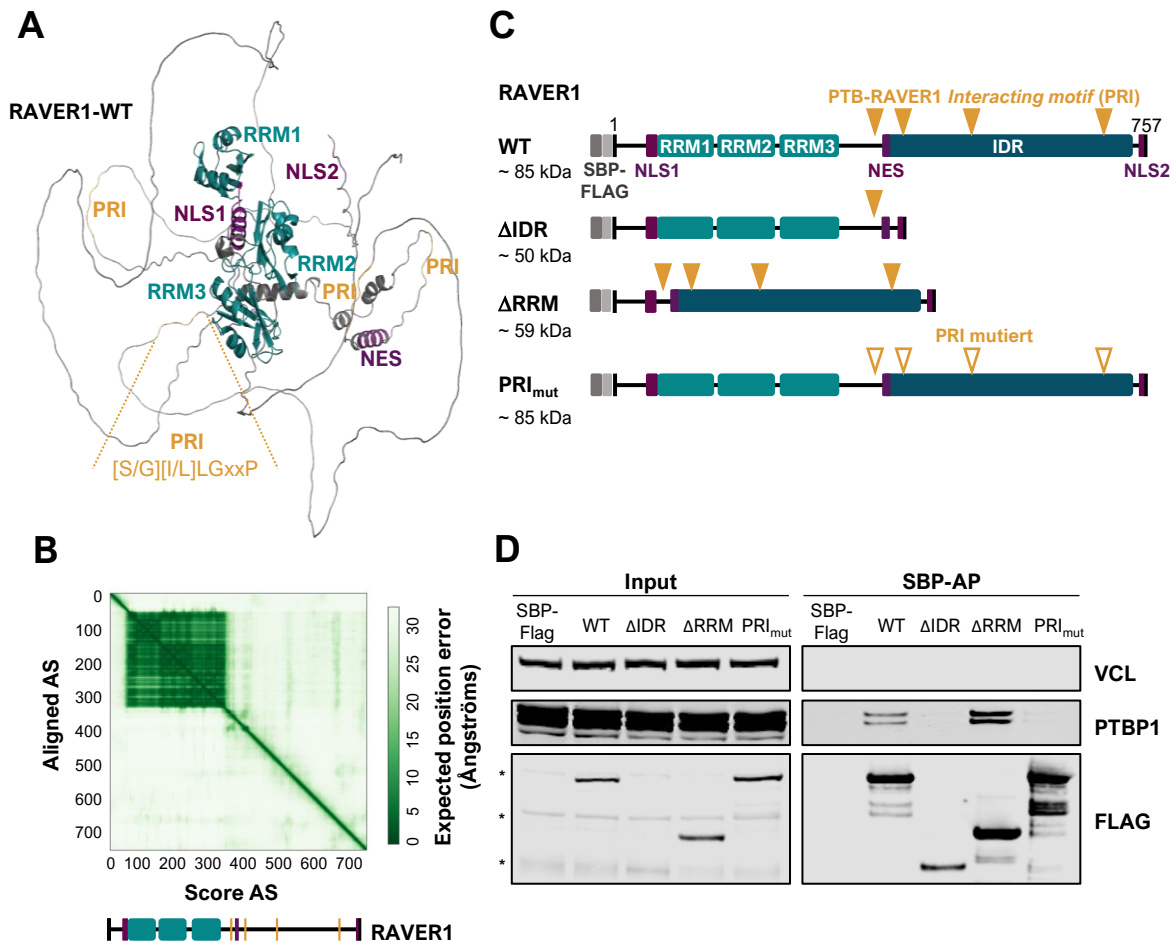 A
RAVER1-WT
RRM1
NLS2
PRI
NLS1
RRM2
PRI
RRM3
PRI
NES
PRI
[S/G][I/L]LGxxP
B
0
100
200
300
400
500
600
700
Aligned AS
0 100 200 300 400 500 600 700
Score AS
30
25
20
15
10
5
0
Expected position error
(Ångströms)
RAVER1
C
RAVER1
PTB-RAVER1 Interacting motif (PRI)
1
757
WT
~ 85 kDa
RRM1 RRM2 RRM3
IDR
SBP-
FLAG
NLS1
NES
NLS2
ΔIDR
~ 50 kDa
ΔRRM
~ 59 kDa
PRI mutiert
PRImut
~ 85 kDa
D
Input
SBP-AP
SBP-
Flag
WT ΔIDR ΔRRM PRImut
SBP-
Flag
WT ΔIDR ΔRRM PRImut
VCL
PTBP1
*
*
*
FLAG